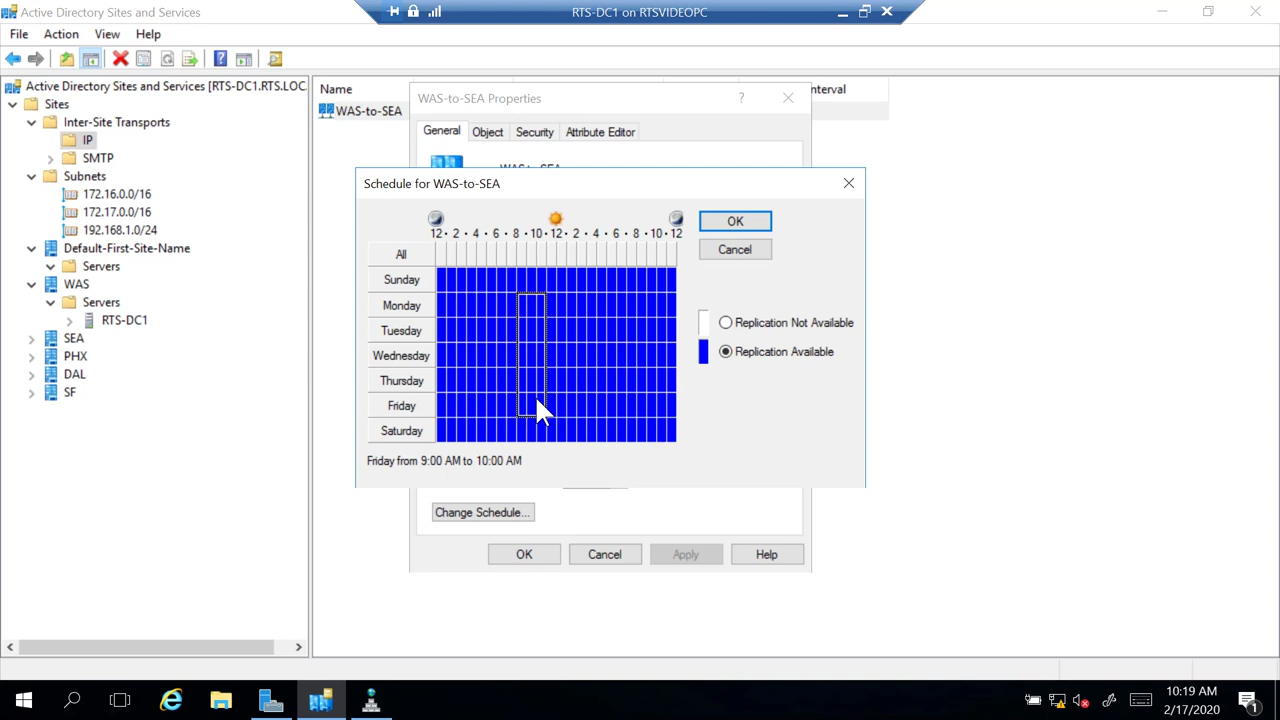 Active Directory Sites and Services
RTS-DC1 on RTSVIDEOPC
File Action View Help
Active Directory Sites and Services [RTS-DC1.RTS.LOC
Sites
Inter-Site Transports
IP
SMTP
Subnets
172.16.0.0/16
172.17.0.0/16
192.168.1.0/24
Default-First-Site-Name
Servers
WAS
Servers
RTS-DC1
SEA
PHX
DAL
SF
Name
nterval
WAS-to-SEA
WAS-to-SEA Properties
?
General Object Security Attribute Editor
Schedule for WAS-to-SEA
12 · 2 · 4 · 6 · 8 · 10 · 12 · 2 · 4 · 6 · 8 · 10 · 12
All
Sunday
Monday
Tuesday
Wednesday
Thursday
Friday
Saturday
OK
Cancel
Replication Not Available
Replication Available
Friday from 9:00 AM to 10:00 AM
Change Schedule...
OK Cancel Apply Help
10:19 AM
2/17/2020
1